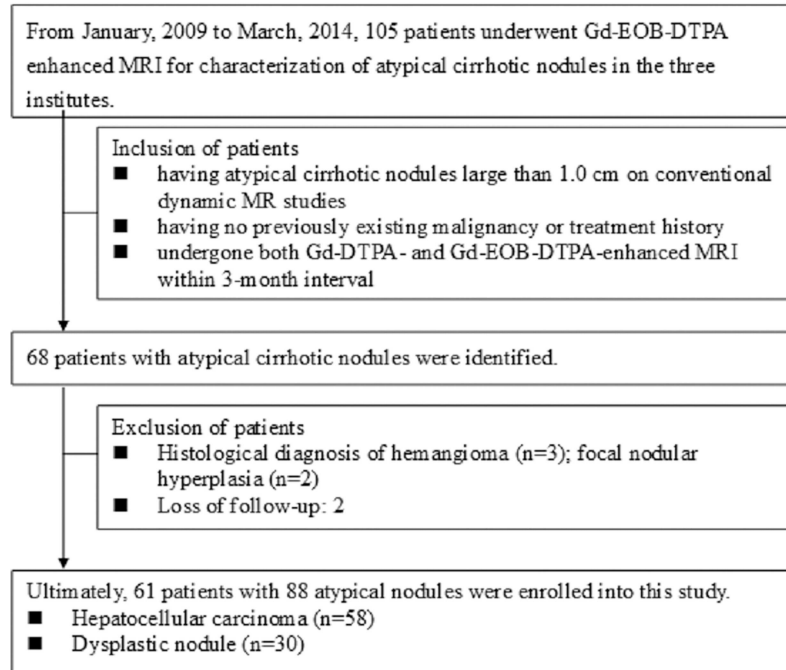 From January, 2009 to March, 2014, 105 patients underwent Gd-EOB-DTPA
enhanced MRI for characterization of atypical cirrhotic nodules in the three
institutes.
Inclusion of patients
■ having atypical cirrhotic nodules large than 1.0 cm on conventional
dynamic MR studies
■ having no previously existing malignancy or treatment history
■ undergone both Gd-DTPA- and Gd-EOB-DTPA-enhanced MRI
within 3-month interval
68 patients with atypical cirrhotic nodules were identified.
Exclusion of patients
■ Histological diagnosis of hemangioma (n=3); focal nodular
hyperplasia (n=2)
■ Loss of follow-up: 2
Ultimately, 61 patients with 88 atypical nodules were enrolled into this study.
■ Hepatocellular carcinoma (n=58)
■ Dysplastic nodule (n=30)